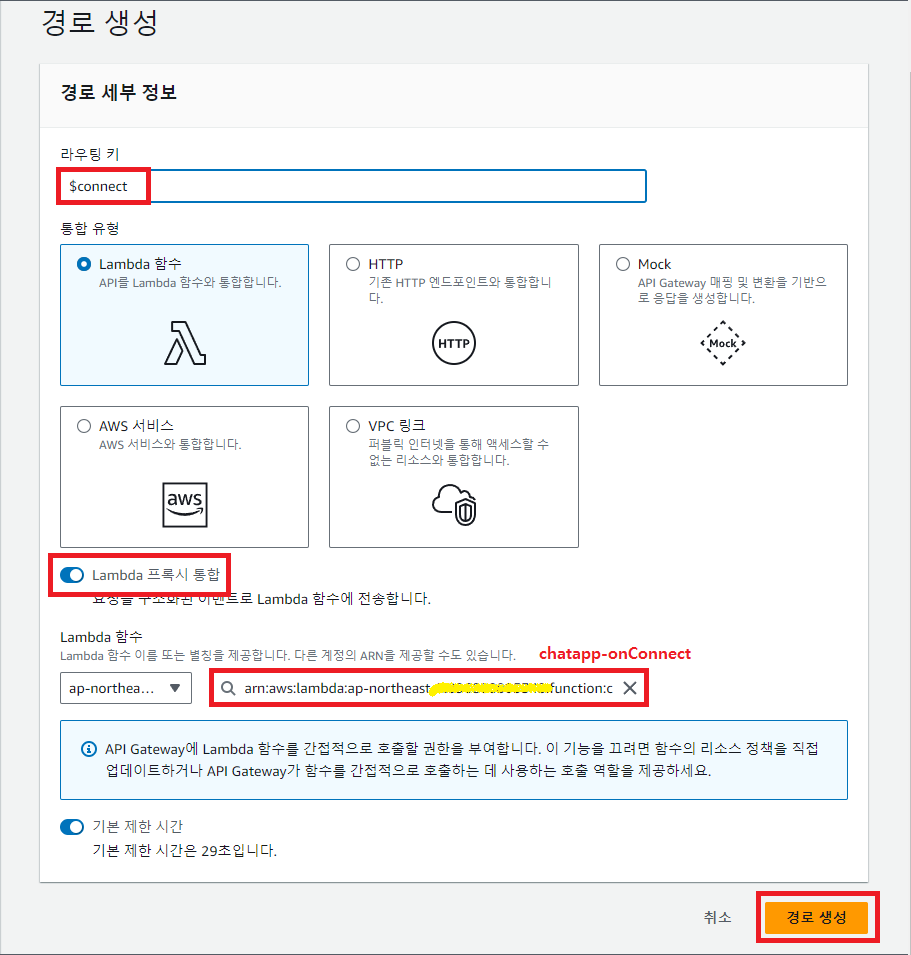 경로 생성
경로 세부 정보
라우팅 키
$connect
통합 유형
Lambda 함수
API를 Lambda 함수와 통합합니다.
HTTP
기존 HTTP 엔드포인트와 통합합니
다.
HTTP
Mock
API Gateway 매핑 및 변환을 기반으
로 응답을 생성합니다.
Mock
AWS 서비스
AWS 서비스와 통합합니다.
aws
VPC 링크
퍼블릭 인터넷을 통해 액세스할 수
없는 리소스와 통합합니다.
Lambda 프록시 통합
요청을 구조화된 이벤트로 Lambda 함수에 전송합니다.
Lambda 함수
Lambda 함수 이름 또는 별칭을 제공합니다. 다른 계정의 ARN을 제공할 수도 있습니다.
chatapp-onConnect
ap-northea...
arn:aws:lambda:ap-northeast function:c
API Gateway에 Lambda 함수를 간접적으로 호출할 권한을 부여합니다. 이 기능을 끄려면 함수의 리소스 정책을 직접
업데이트하거나 API Gateway가 함수를 간접적으로 호출하는 데 사용하는 호출 역할을 제공하세요.
기본 제한 시간
기본 제한 시간은 29초입니다.
취소
경로 생성